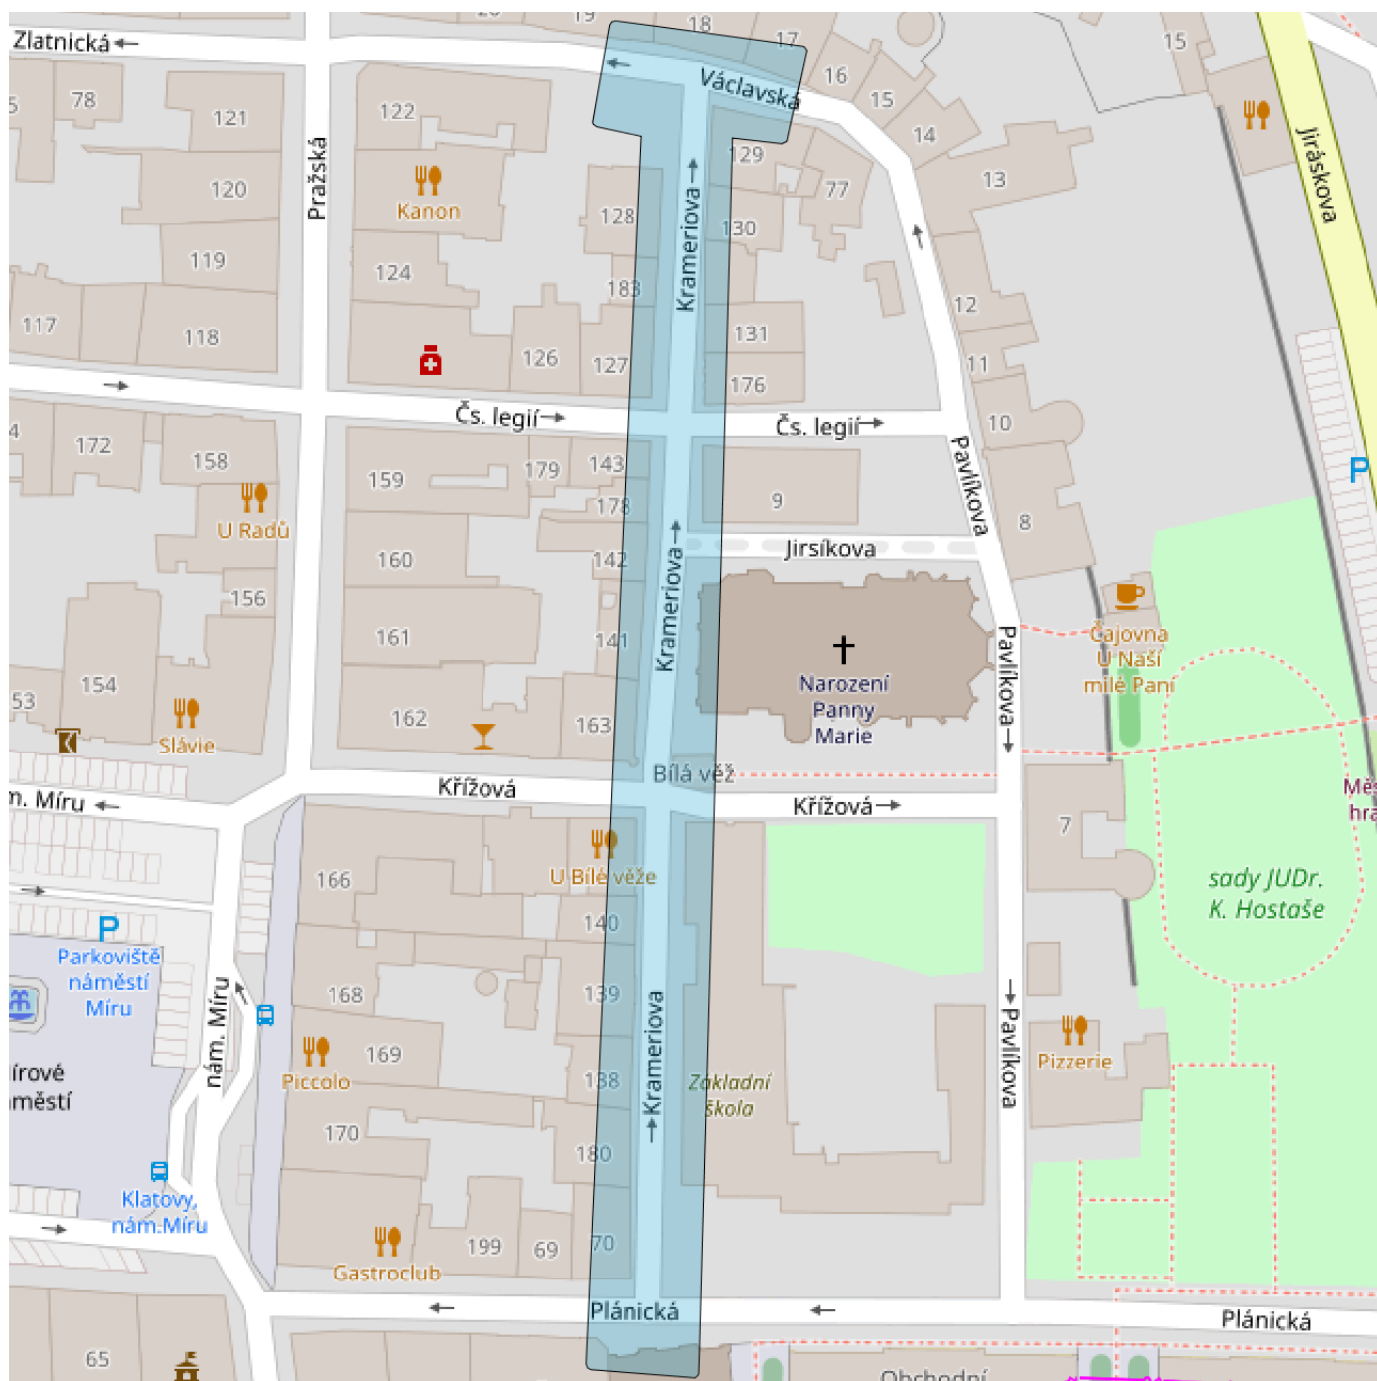 20
19
18
17
Zlatnická
15
78
16
15
Václavská
122
121
14
129
Jiráskova
Pražská
13
120
77
Kanon
128
130
Krameriova
119
124
183
12
117
118
131
126
127
11
176
Čs. legií
Čs. legií
10
172
158
143
Pavlíkova
159
179
9
178
8
U Radů
Jirsíkova
160
142
156
Krameriova
161
141
Čajovna
U Naší
milé Paní
Pavlíkova
154
Narození
Panny
Marie
53
162
163
Slávie
Bílá věž
Křížová
Křížová
m. Míru
7
166
U Bílé věže
sady JUDr.
K. Hostaše
140
P
Parkoviště
náměstí
Míru
168
139
nám. Míru
Krameriova
Pavlíkova
169
Piccolo
Pizzerie
138
Základní
škola
170
180
Klatovy,
nám.Míru
199
69
70
Gastroclub
Plánická
Plánická
65
Obchodní
P